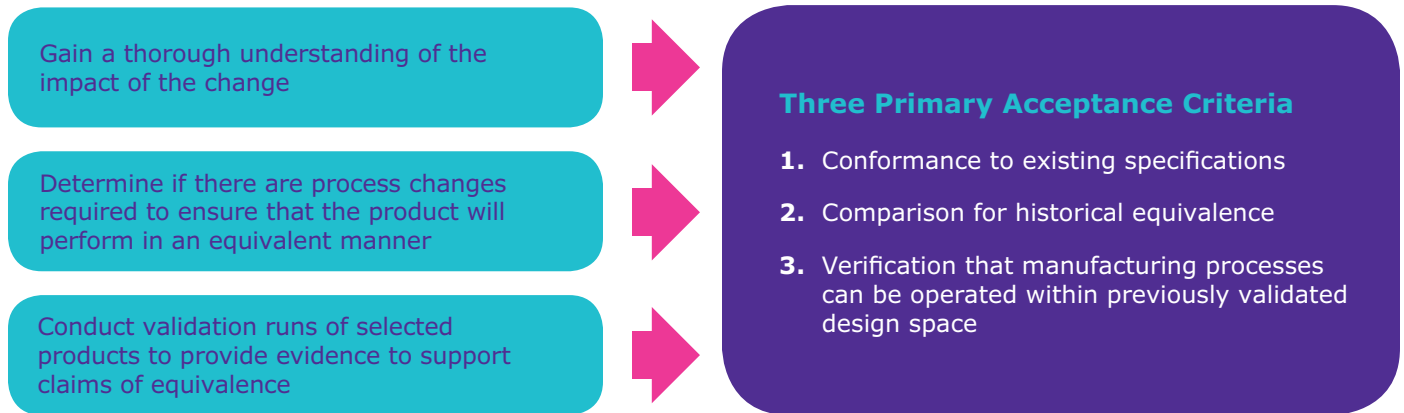 Gain a thorough understanding of the
impact of the change
Determine if there are process changes
required to ensure that the product will
perform in an equivalent manner
Conduct validation runs of selected
products to provide evidence to support
claims of equivalence
Three Primary Acceptance Criteria
1. Conformance to existing specifications
2. Comparison for historical equivalence
3. Verification that manufacturing processes
can be operated within previously validated
design space